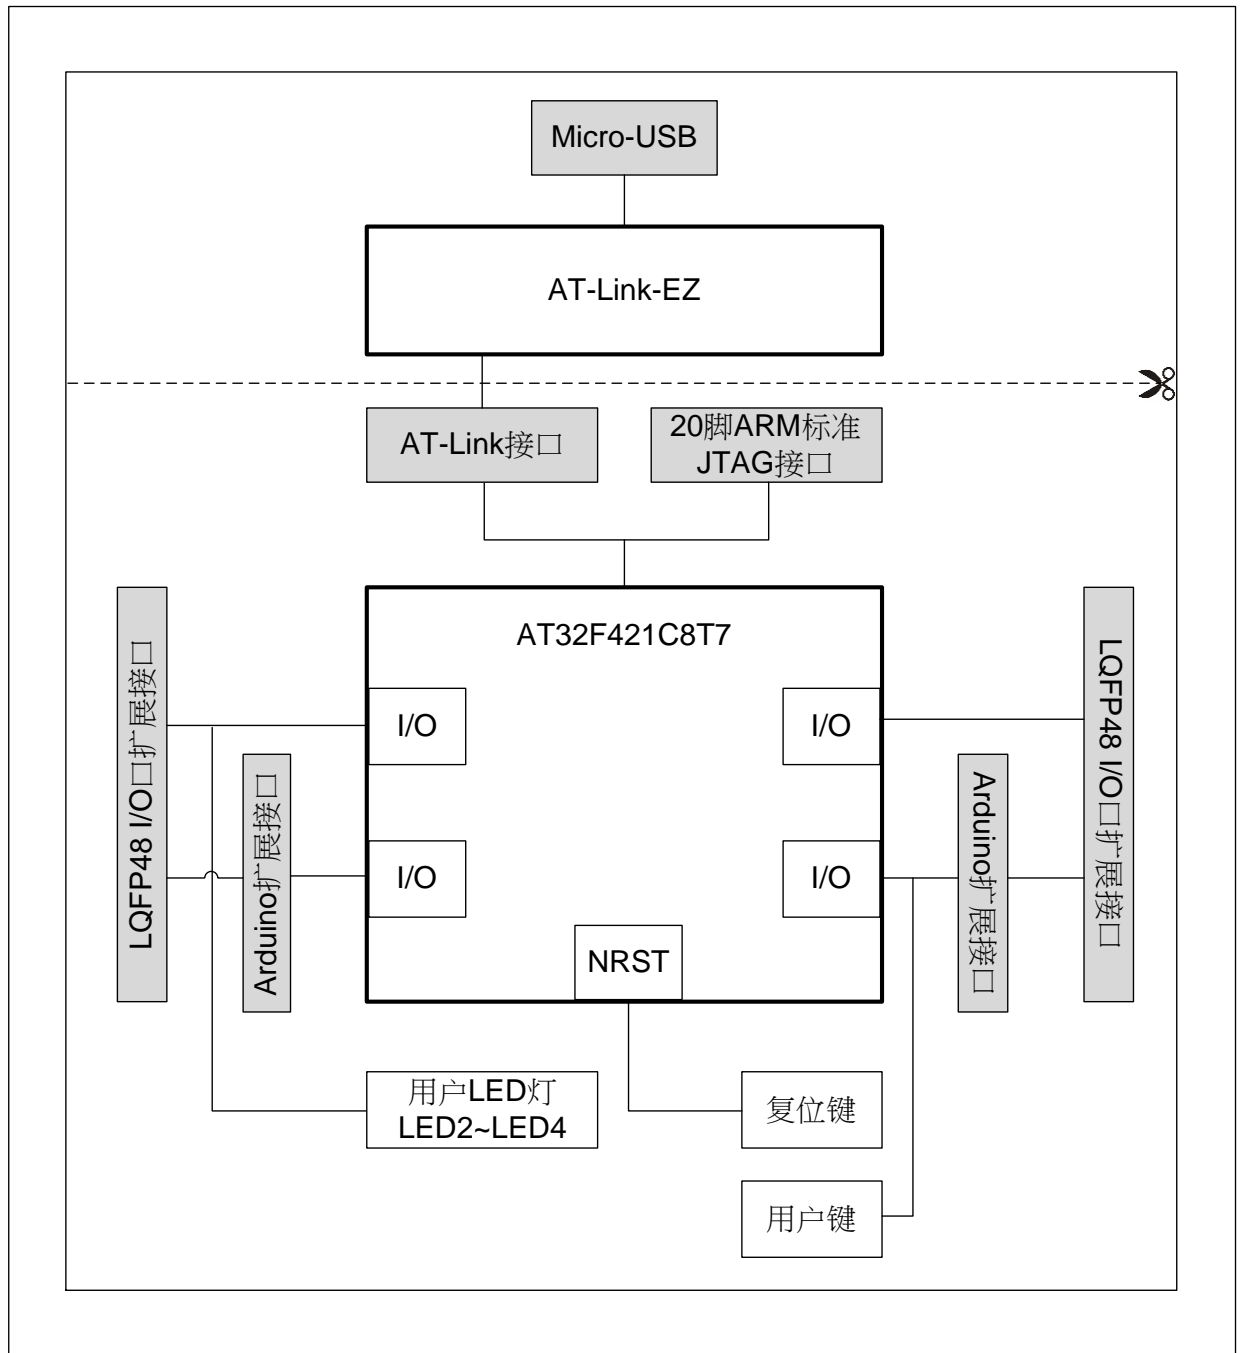 Micro-USB
AT-Link-EZ
AT-Link接口
20脚ARM标准
JTAG接口
AT32F421C8T7
LQFP48 I/O口扩展接口
I/O
I/O
LQFP48 I/O口扩展接口
Arduino扩展接口
I/O
I/O
Arduino扩展接口
NRST
用户LED灯
LED2~LED4
复位键
用户键